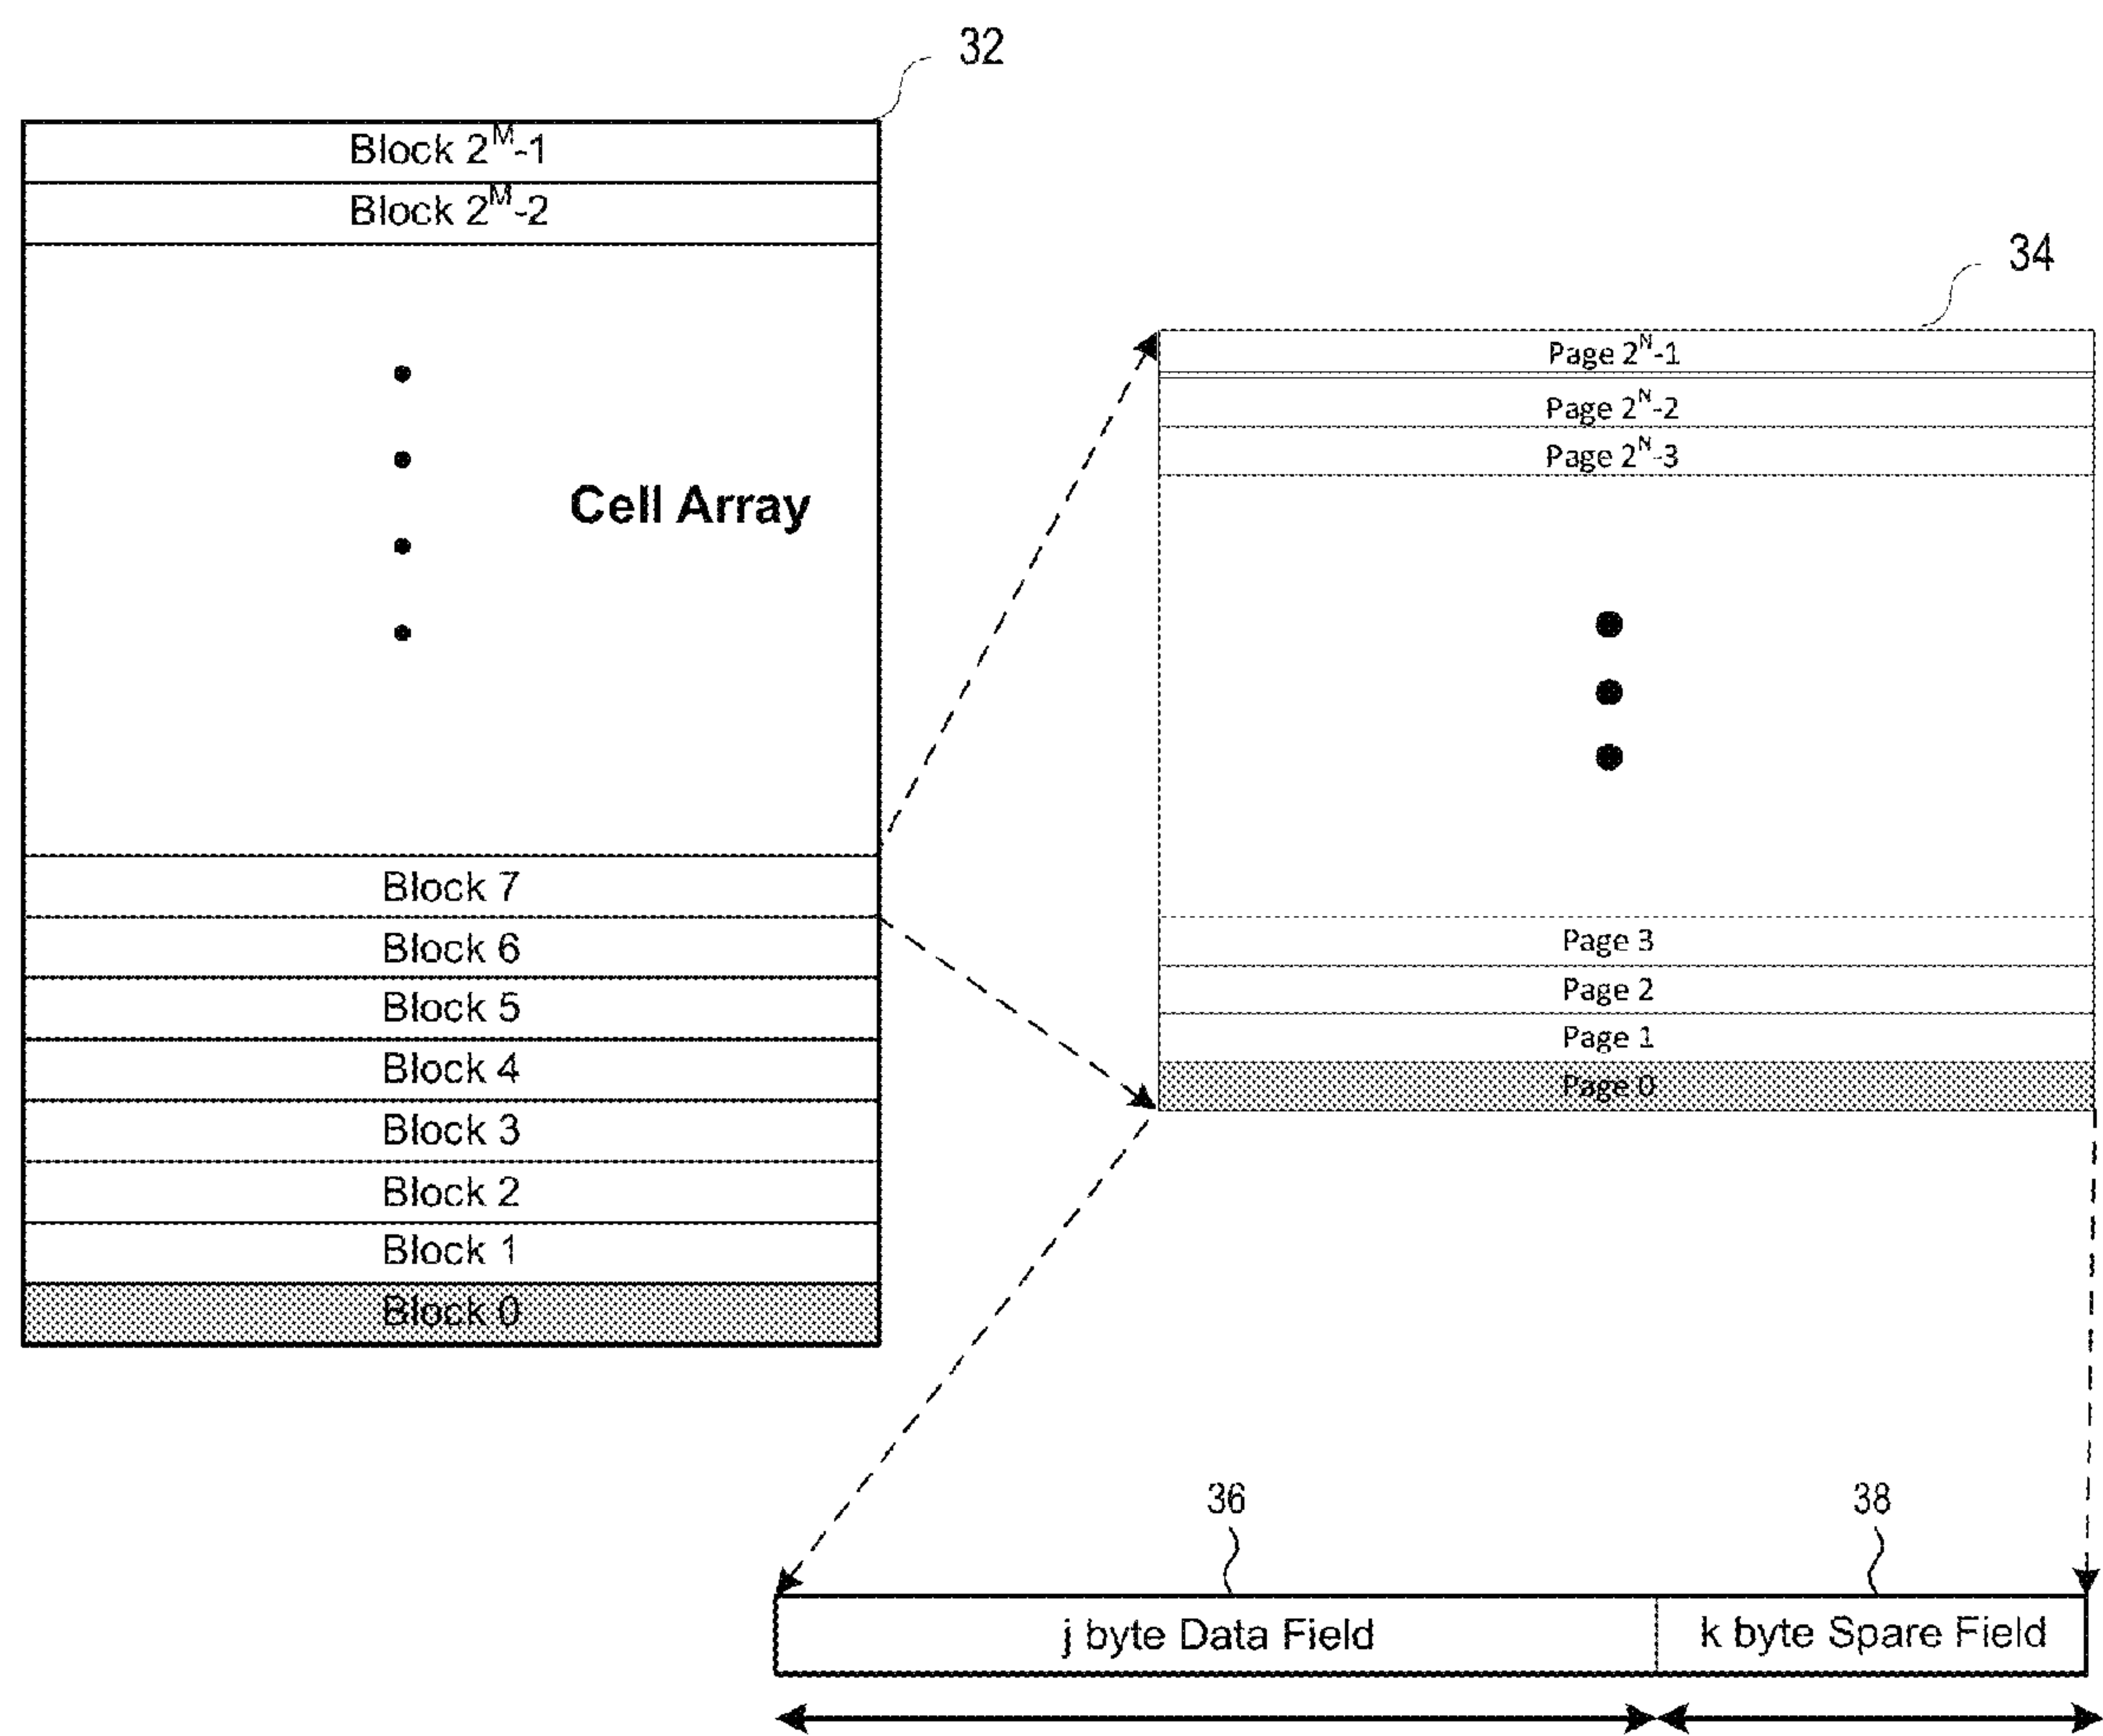 32
Block 2^M-1
Block 2^M-2
Cell Array
Block 7
Block 6
Block 5
Block 4
Block 3
Block 2
Block 1
Block 0
34
Page 2^N-1
Page 2^N-2
Page 2^N-3
Page 3
Page 2
Page 1
Page 0
36
38
j byte Data Field
k byte Spare Field